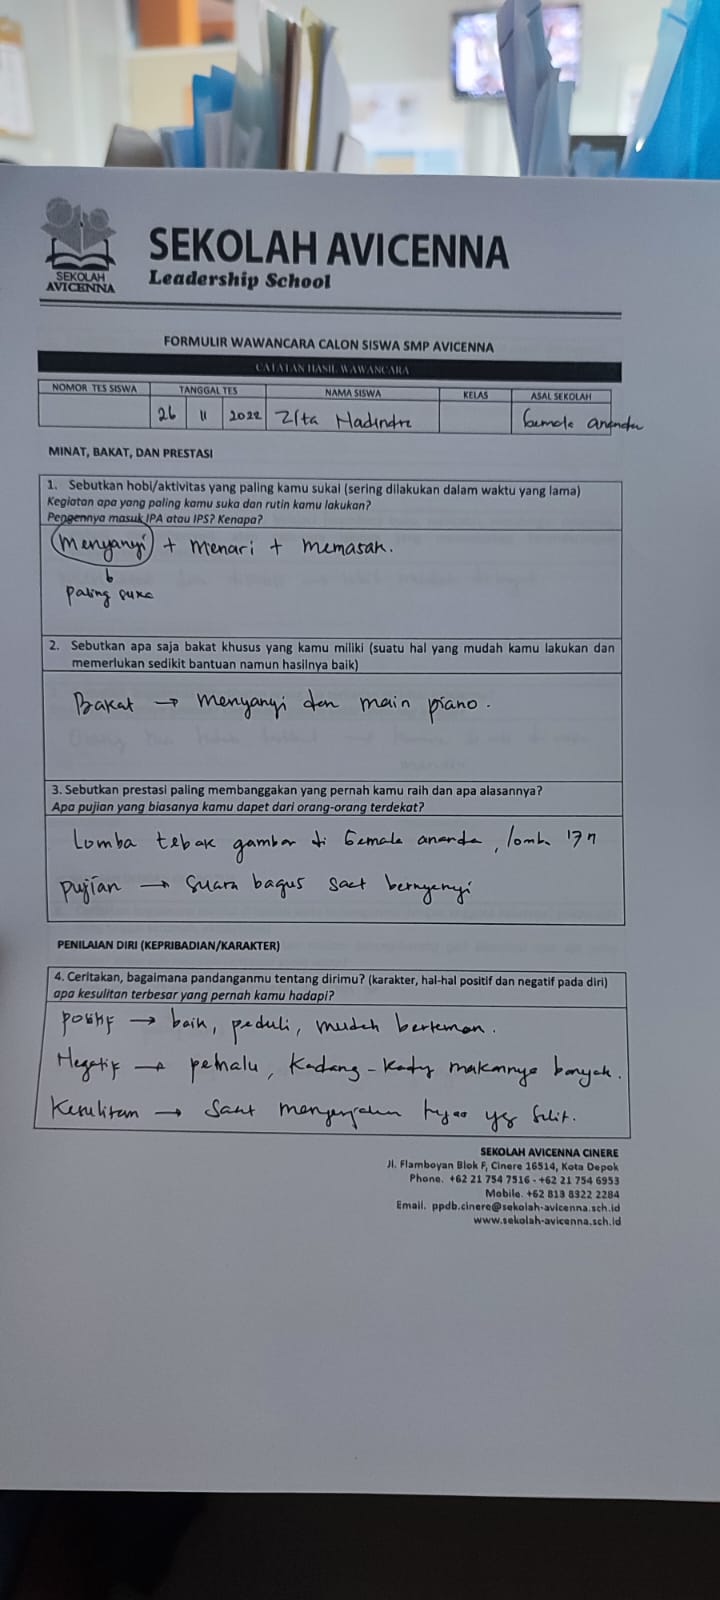 SEKOLAH AVICENNA
SEKOLAH AVICENNA
Leadership School
FORMULIR WAWANCARA CALON SISWA SMP AVICENNA
CATATAN HASIL WAWANCARA
NOMOR TES SISWA TANGGAL TES NAMA SISWA KELAS ASAL SEKOLAH
26 11 2022 Zita Nadindre Gemala ananda
MINAT, BAKAT, DAN PRESTASI
1. Sebutkan hobi/aktivitas yang paling kamu sukai (sering dilakukan dalam waktu yang lama)
Kegiatan apa yang paling kamu suka dan rutin kamu lakukan?
Pengennya masuk IPA atau IPS? Kenapa?
Menyanyi + Menari + Memasak.
paling suka
2. Sebutkan apa saja bakat khusus yang kamu miliki (suatu hal yang mudah kamu lakukan dan
memerlukan sedikit bantuan namun hasilnya baik)
Bakat → Menyanyi dan main piano.
3. Sebutkan prestasi paling membanggakan yang pernah kamu raih dan apa alasannya?
Apa pujian yang biasanya kamu dapet dari orang-orang terdekat?
Lomba tebak gambar di Gemala ananda, lomba 17n
pujian → Suara bagus saat bernyenyi
PENILAIAN DIRI (KEPRIBADIAN/KARAKTER)
4. Ceritakan, bagaimana pandanganmu tentang dirimu? (karakter, hal-hal positif dan negatif pada diri)
apa kesulitan terbesar yang pernah kamu hadapi?
positif → baik, peduli, mudah berteman.
Negatif → pemalu, Kadang-Kadang makannya banyak.
Kesulitan → Saat mengerjakan tugas yg sulit.
SEKOLAH AVICENNA CINERE
Jl. Flamboyan Blok F, Cinere 16514, Kota Depok
Phone. +62 21 754 7516 - +62 21 754 6953
Mobile. +62 813 8322 2284
Email. ppdb.cinere@sekolah-avicenna.sch.id
www.sekolah-avicenna.sch.id